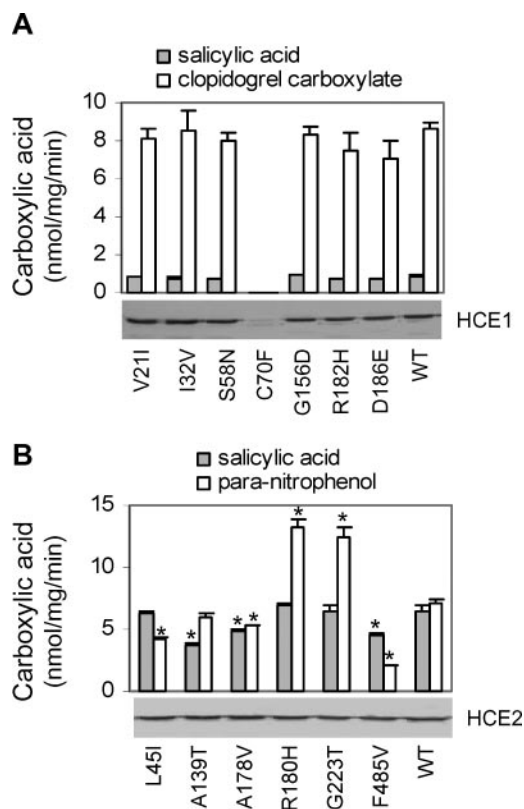 A
salicylic acid
clopidogrel carboxylate
Carboxylic acid
(nmol/mg/min)
10
8
6
4
2
0
HCE1
V21I
I32V
S58N
C70F
G156D
R182H
D186E
WT
B
salicylic acid
para-nitrophenol
Carboxylic acid
(nmol/mg/min)
15
10
5
0
*
*
*
*
*
*
*
*
HCE2
L45I
A139T
A178V
R180H
G223T
F485V
WT